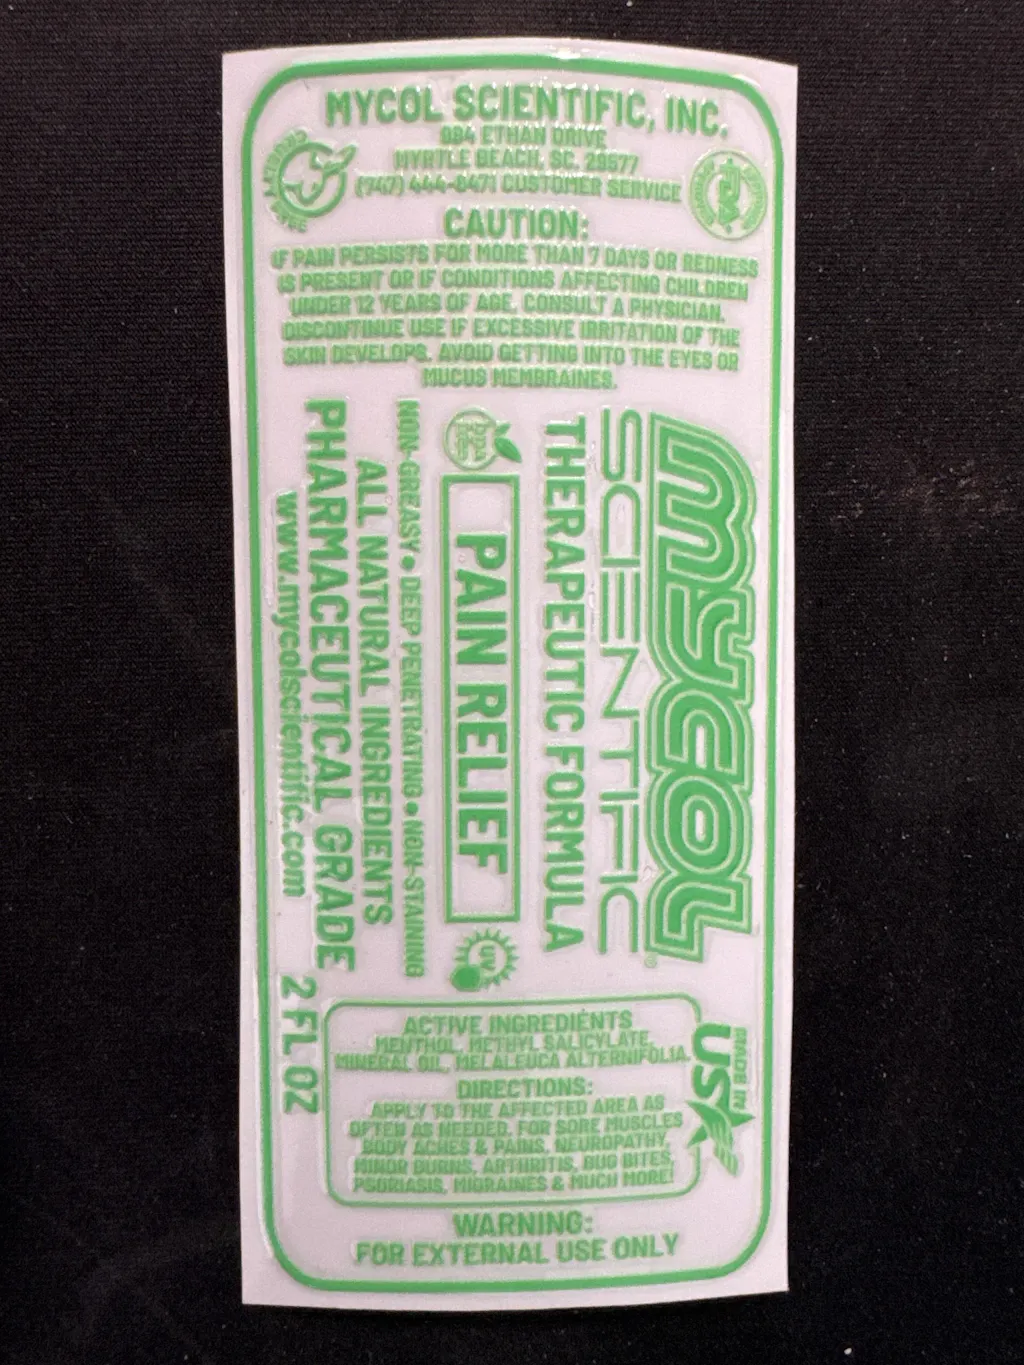 MYCOL SCIENTIFIC, INC.
984 ETHAN DRIVE
MYRTLE BEACH, SC, 29577
(747) 444-8471 CUSTOMER SERVICE
CAUTION:
IF PAIN PERSISTS FOR MORE THAN 7 DAYS OR REDNESS
IS PRESENT OR IF CONDITIONS AFFECTING CHILDREN
UNDER 12 YEARS OF AGE, CONSULT A PHYSICIAN.
DISCONTINUE USE IF EXCESSIVE IRRITATION OF THE
SKIN DEVELOPS. AVOID GETTING INTO THE EYES OR
MUCUS MEMBRAINES.
MYCOL®
SCIENTIFIC
THERAPEUTIC FORMULA
PAIN RELIEF
UV
NON-GREASY • DEEP PENETRATING • NON-STAINING
ALL NATURAL INGREDIENTS
PHARMACEUTICAL GRADE
www.mycolscientific.com
2 FL OZ
MADE IN
USA
ACTIVE INGREDIENTS
MENTHOL, METHYL SALICYLATE,
MINERAL OIL, MELALEUCA ALTERNIFOLIA.
DIRECTIONS:
APPLY TO THE AFFECTED AREA AS
OFTEN AS NEEDED. FOR SORE MUSCLES
BODY ACHES & PAINS, NEUROPATHY,
MINOR BURNS, ARTHRITIS, BUG BITES,
PSORIASIS, MIGRAINES & MUCH MORE!
WARNING:
FOR EXTERNAL USE ONLY